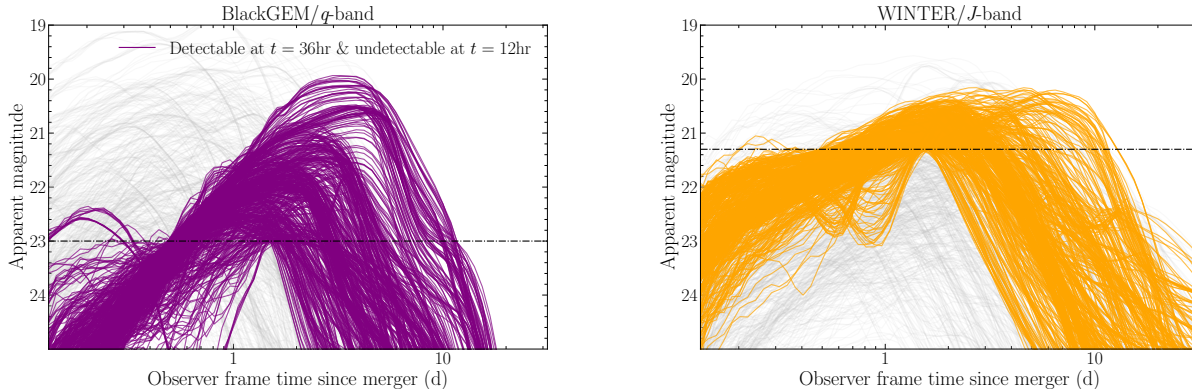 BlackGEM/q-band
Detectable at t = 36hr & undetectable at t = 12hr
Apparent magnitude
19
20
21
22
23
24
1
10
Observer frame time since merger (d)
WINTER/J-band
Apparent magnitude
19
20
21
22
23
24
1
10
Observer frame time since merger (d)